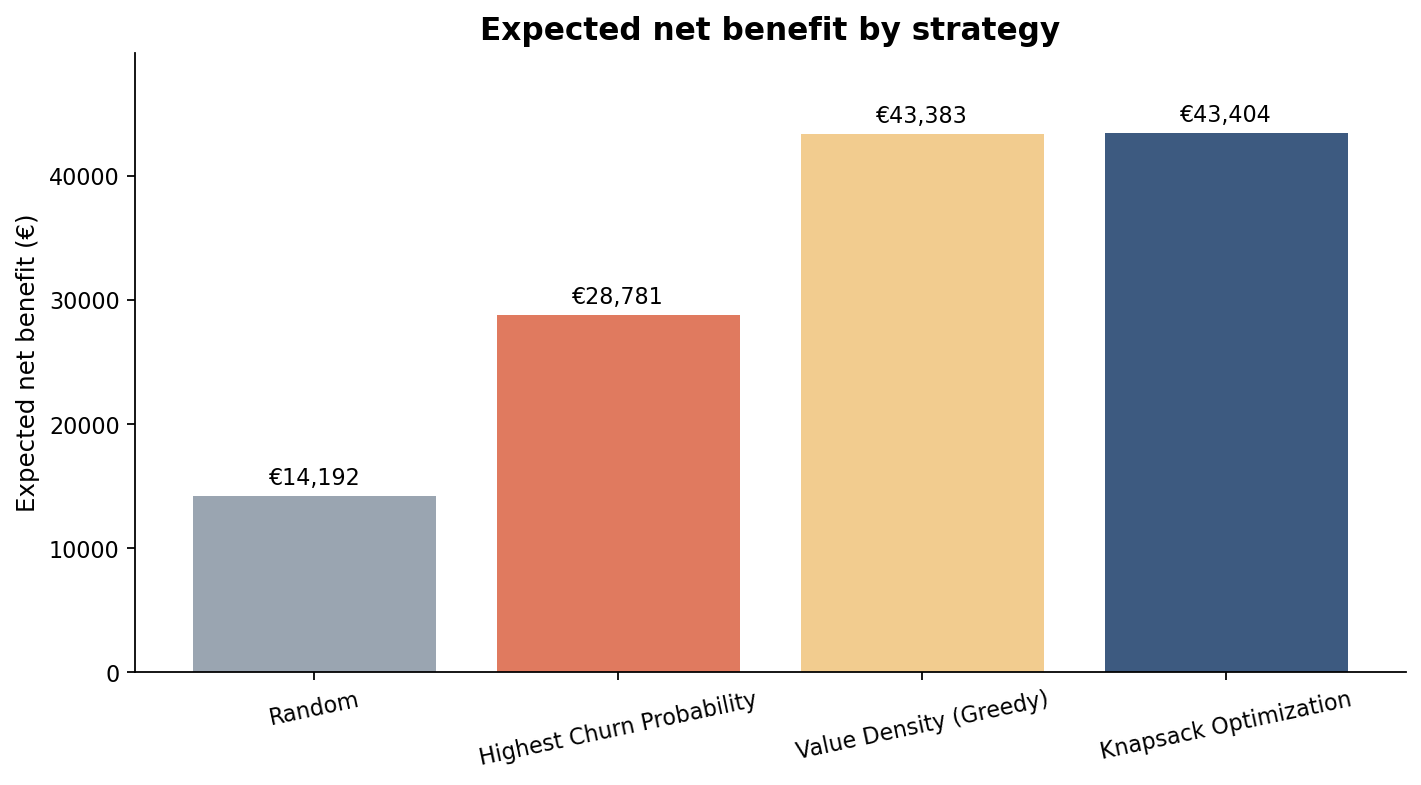 Expected net benefit by strategy
Expected net benefit (€)
40000
30000
20000
10000
0
€14,192
€28,781
€43,383
€43,404
Random
Highest Churn Probability
Value Density (Greedy)
Knapsack Optimization